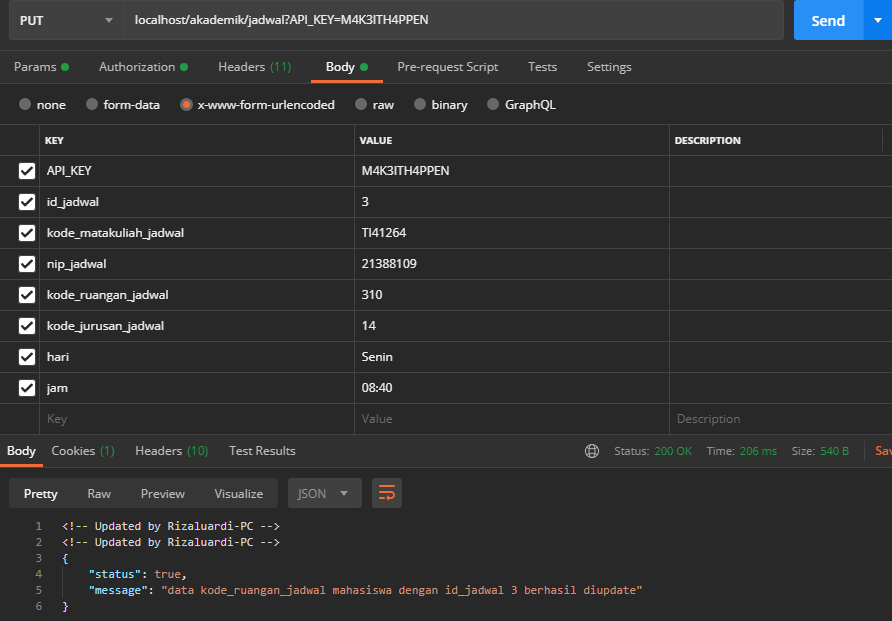 PUT localhost/akademik/jadwal?API_KEY=M4K3ITH4PPEN Send
Params Authorization Headers (11) Body Pre-request Script Tests Settings
none form-data x-www-form-urlencoded raw binary GraphQL
KEY VALUE DESCRIPTION
API_KEY M4K3ITH4PPEN
id_jadwal 3
kode_matakuliah_jadwal TI41264
nip_jadwal 21388109
kode_ruangan_jadwal 310
kode_jurusan_jadwal 14
hari Senin
jam 08:40
Key Value Description
Body Cookies (1) Headers (10) Test Results Status: 200 OK Time: 206 ms Size: 540 B Sav
Pretty Raw Preview Visualize JSON
1 <!-- Updated by Rizaluardi-PC -->
2 <!-- Updated by Rizaluardi-PC -->
3 {
4 "status": true,
5 "message": "data kode_ruangan_jadwal mahasiswa dengan id_jadwal 3 berhasil diupdate"
6 }